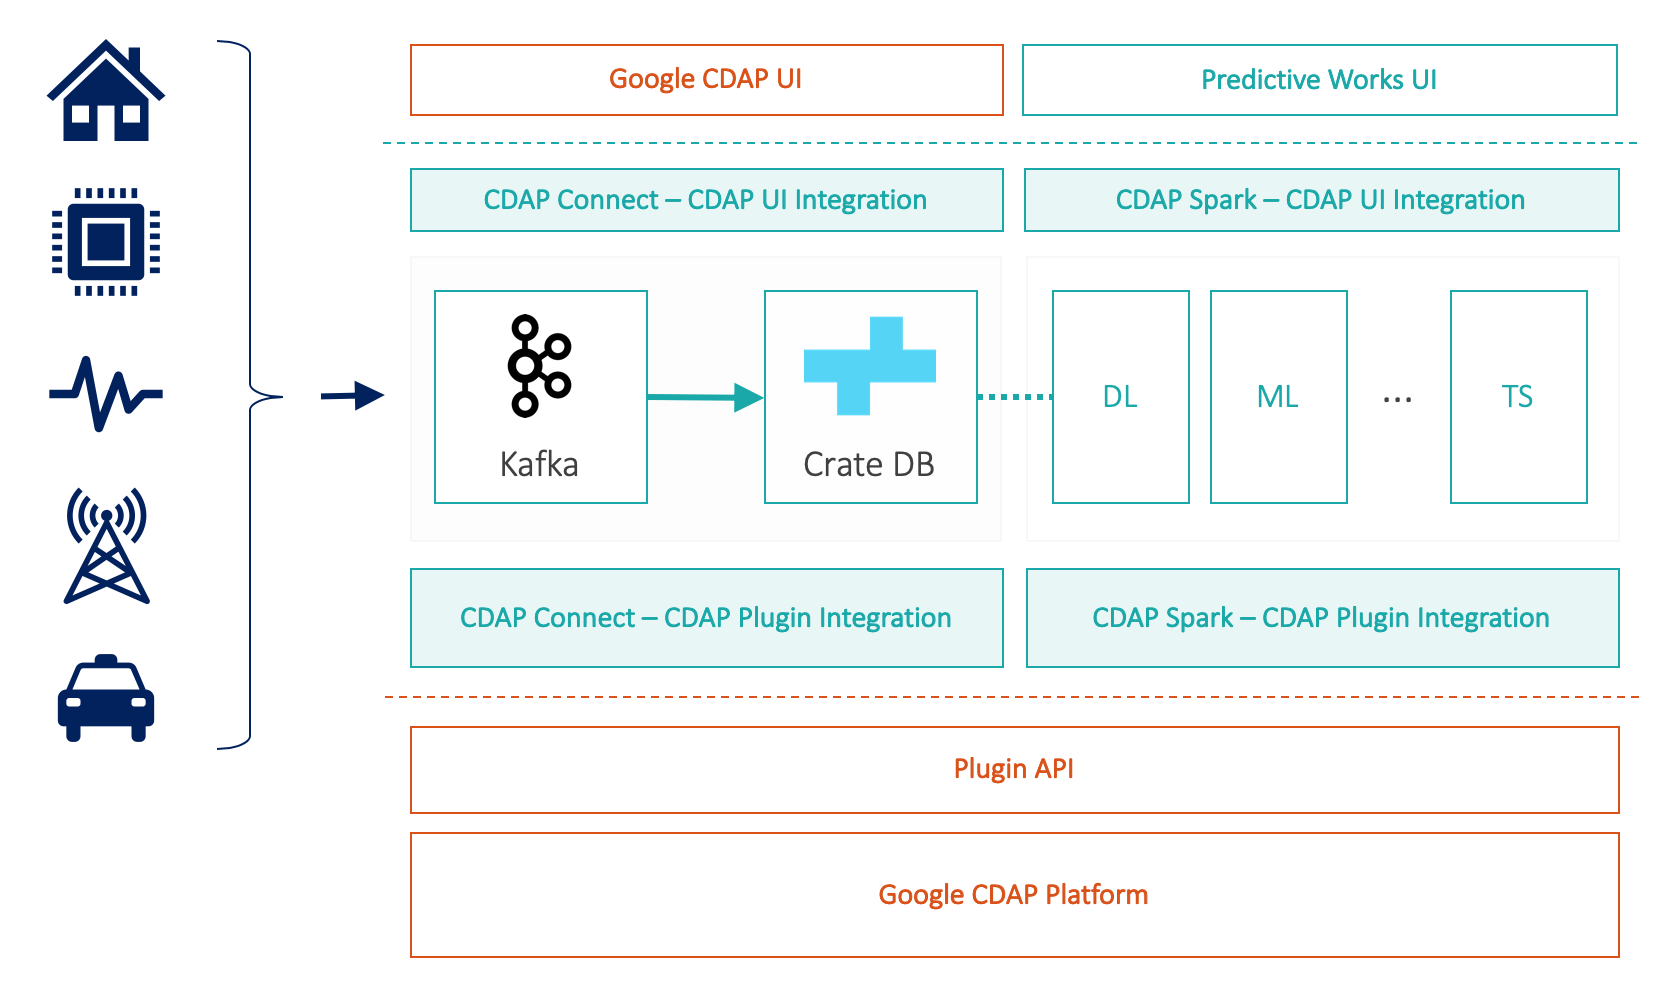 Google CDAP UI
Predictive Works UI
CDAP Connect – CDAP UI Integration
CDAP Spark – CDAP UI Integration
Kafka
Crate DB
DL
ML
...
TS
CDAP Connect – CDAP Plugin Integration
CDAP Spark – CDAP Plugin Integration
Plugin API
Google CDAP Platform